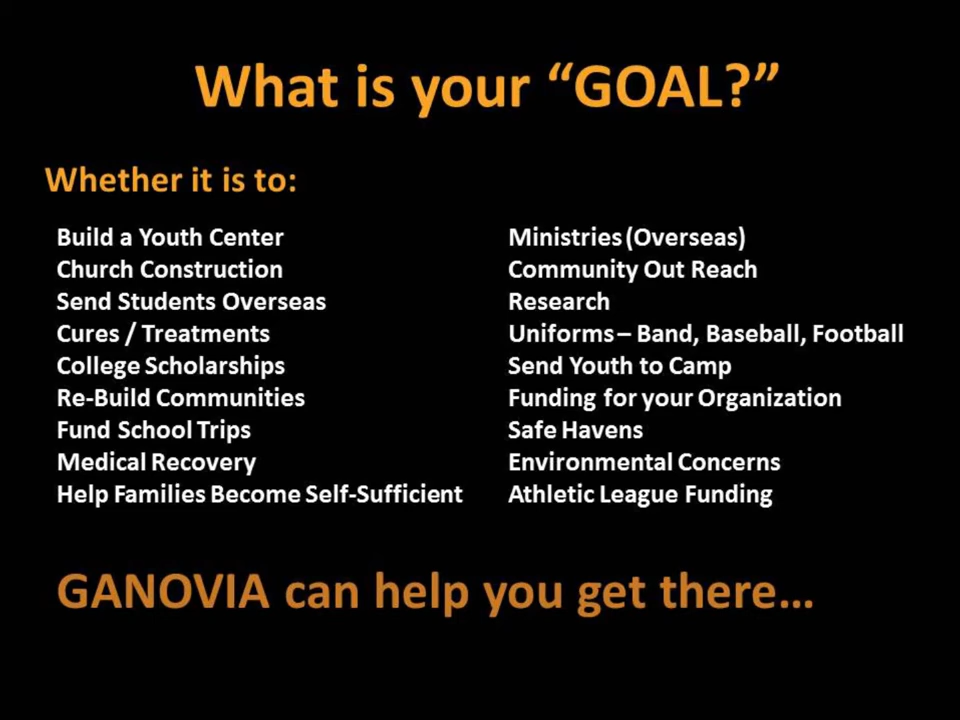 What is your “GOAL?”
Whether it is to:
Build a Youth Center
Church Construction
Send Students Overseas
Cures / Treatments
College Scholarships
Re-Build Communities
Fund School Trips
Medical Recovery
Help Families Become Self-Sufficient
Ministries (Overseas)
Community Out Reach
Research
Uniforms – Band, Baseball, Football
Send Youth to Camp
Funding for your Organization
Safe Havens
Environmental Concerns
Athletic League Funding
GANOVIA can help you get there...